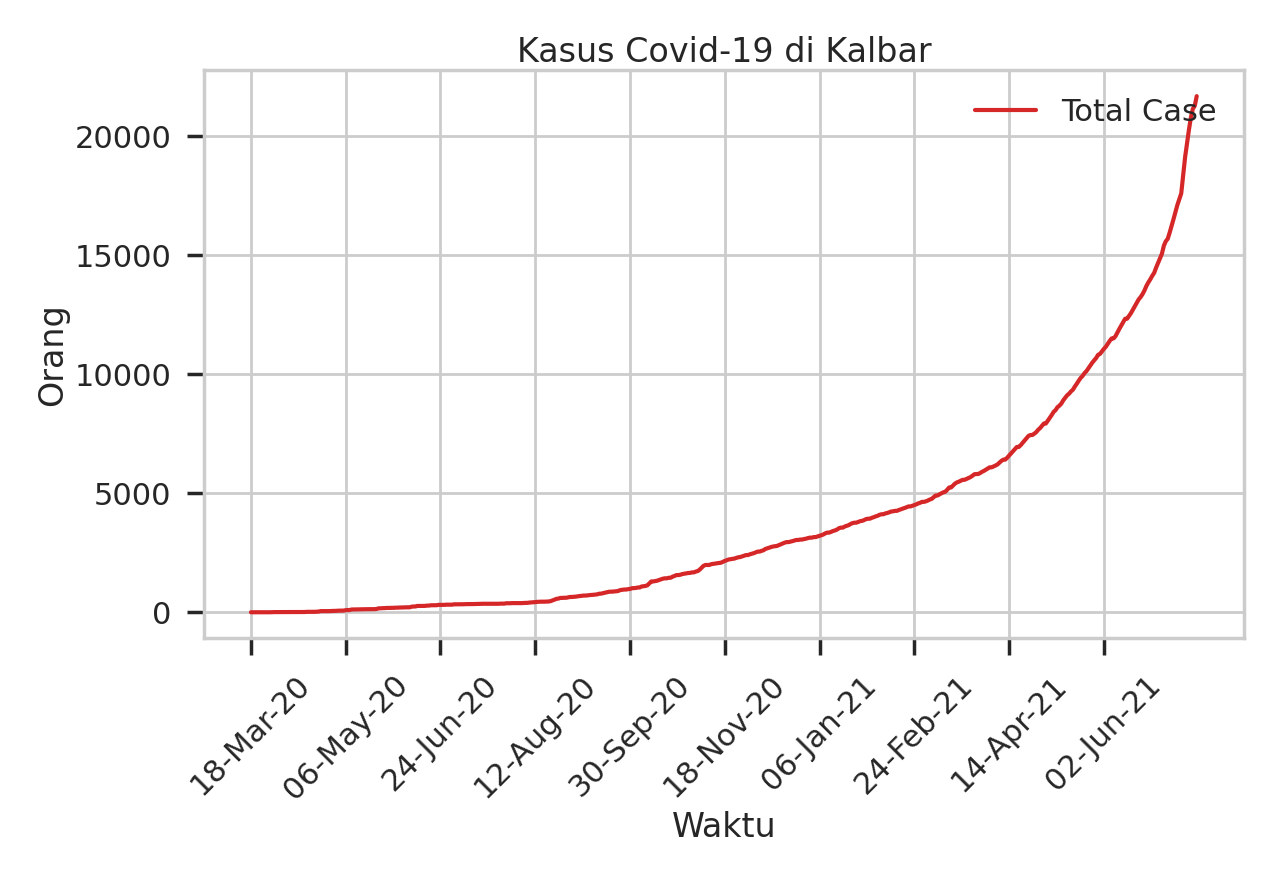 Kasus Covid-19 di Kalbar
Total Case
20000
15000
10000
5000
0
Orang
18-Mar-20
06-May-20
24-Jun-20
12-Aug-20
30-Sep-20
18-Nov-20
06-Jan-21
24-Feb-21
14-Apr-21
02-Jun-21
Waktu